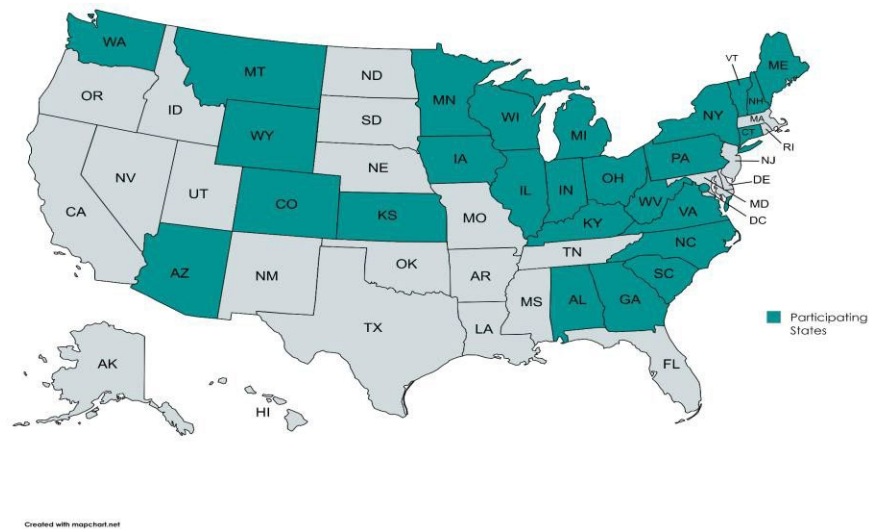 WA
MT
ND
MN
VT
ME
OR
ID
SD
WI
MI
NY
NH
MA
CT
RI
WY
NE
IA
PA
NJ
NV
UT
CO
IL
IN
OH
DE
CA
KS
MO
WV
VA
MD
KY
DC
AZ
NM
OK
AR
TN
NC
SC
MS
AL
GA
TX
LA
FL
Participating
States
AK
HI
Created with mapchart.net